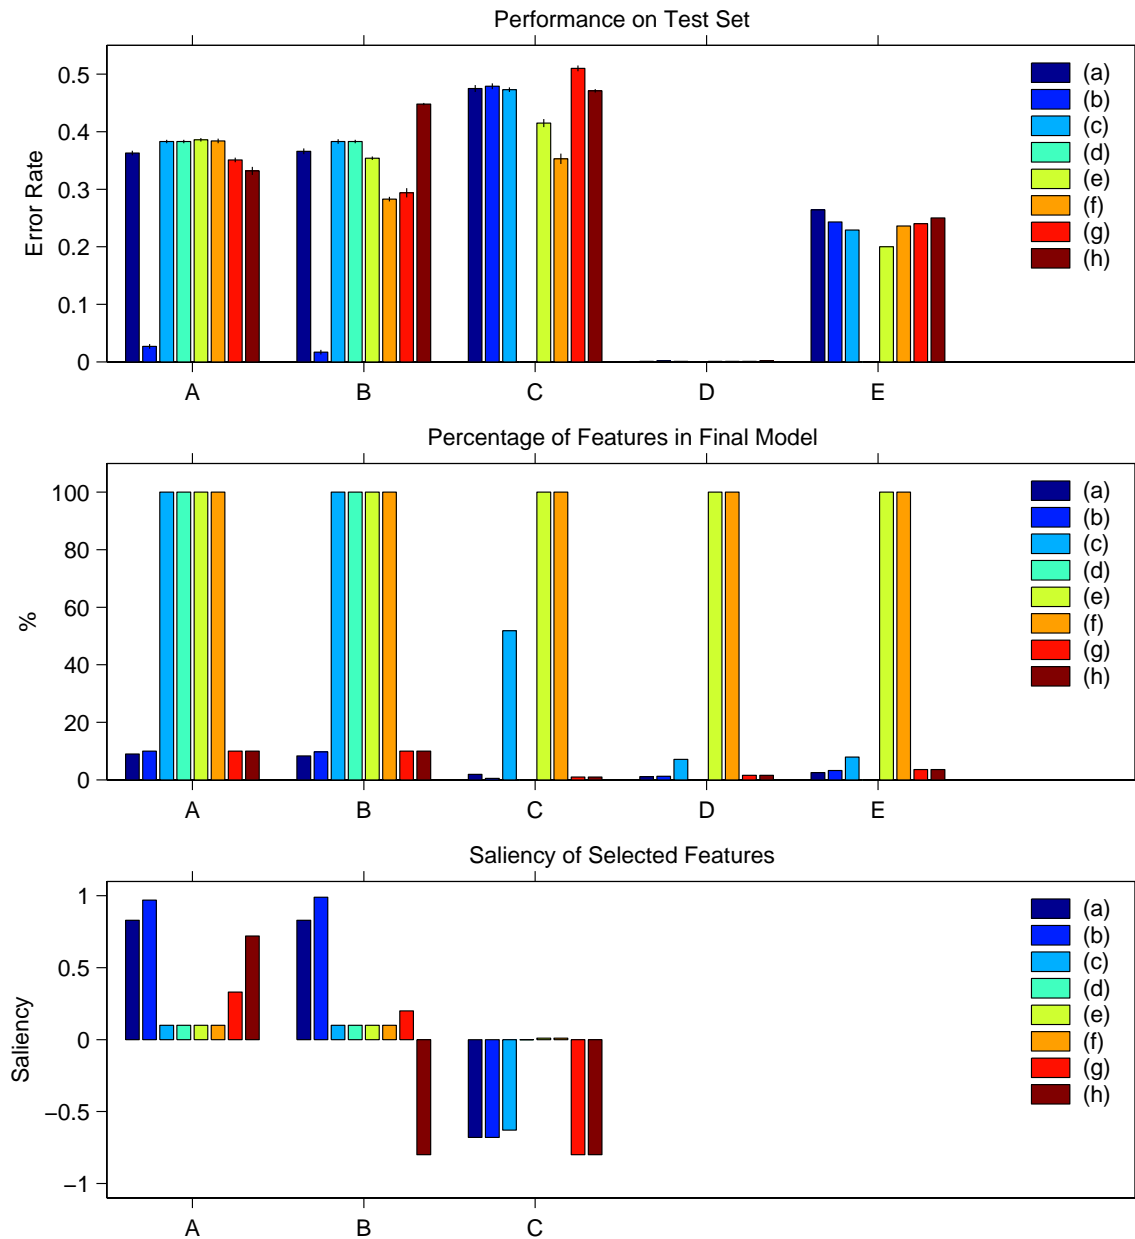 Performance on Test Set
Error Rate
0.5
0.4
0.3
0.2
0.1
0
A B C D E
(a)
(b)
(c)
(d)
(e)
(f)
(g)
(h)
Percentage of Features in Final Model
%
100
80
60
40
20
0
A B C D E
(a)
(b)
(c)
(d)
(e)
(f)
(g)
(h)
Saliency of Selected Features
Saliency
1
0.5
0
−0.5
−1
A B C
(a)
(b)
(c)
(d)
(e)
(f)
(g)
(h)